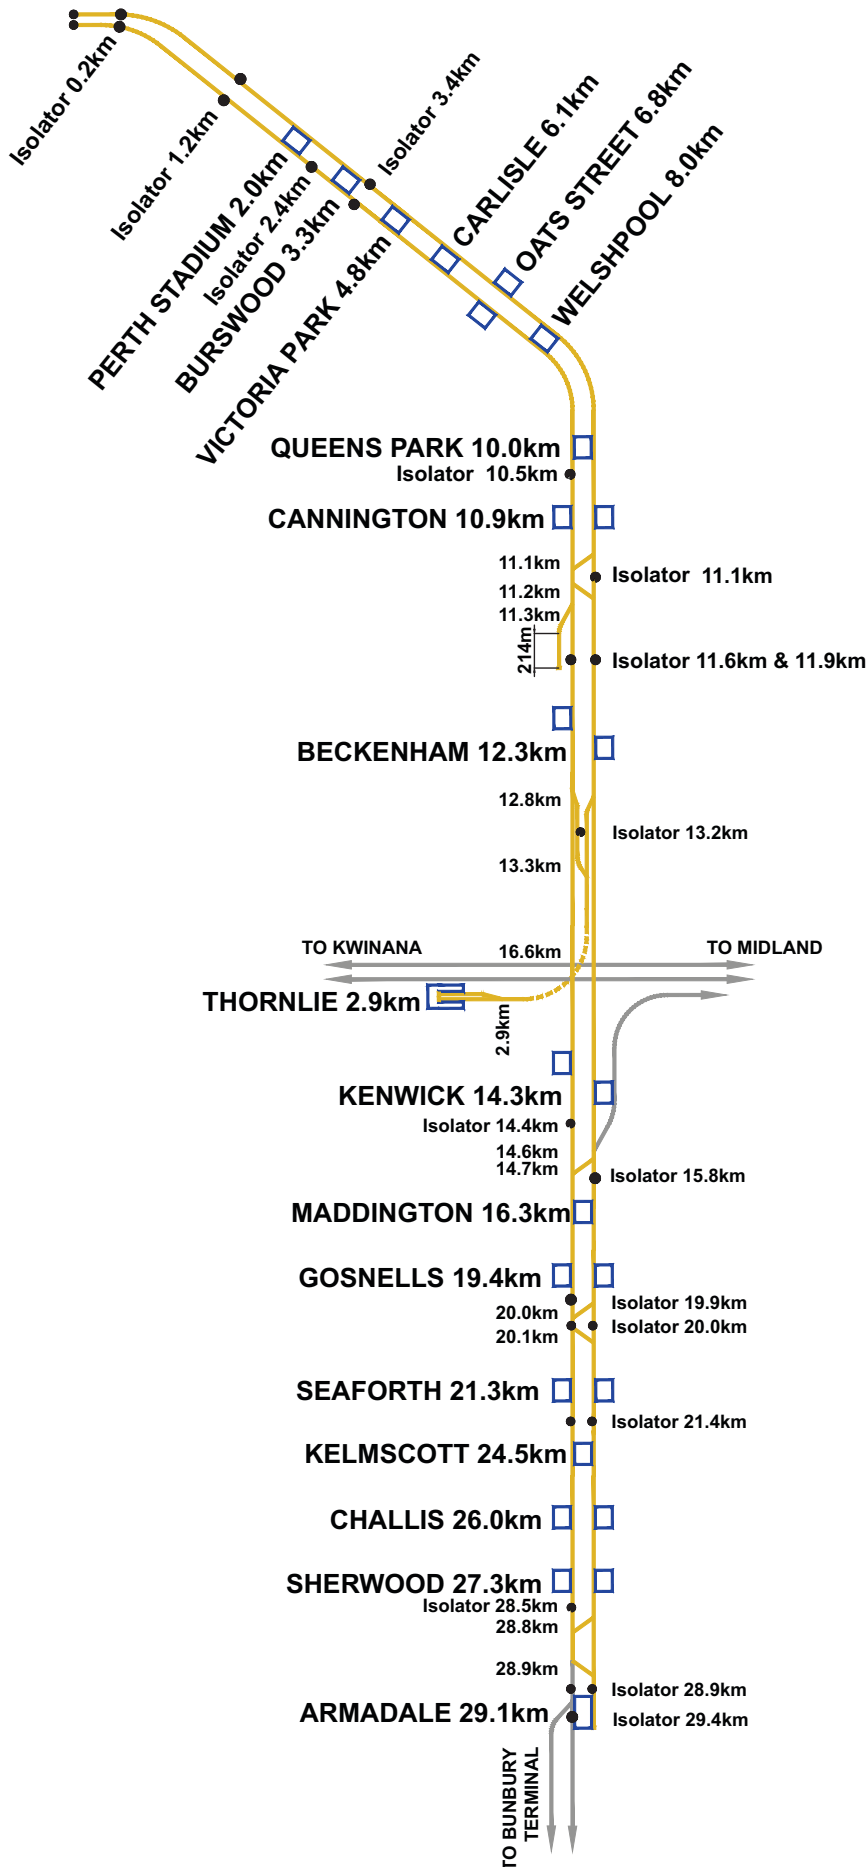 Isolator 0.2km
Isolator 1.2km
PERTH STADIUM 2.0km
Isolator 2.4km
BURSWOOD 3.3km
Isolator 3.4km
VICTORIA PARK 4.8km
CARLISLE 6.1km
OATS STREET 6.8km
WELSHPOOL 8.0km
QUEENS PARK 10.0km
Isolator 10.5km
CANNINGTON 10.9km
11.1km
Isolator 11.1km
11.2km
11.3km
214m
Isolator 11.6km & 11.9km
BECKENHAM 12.3km
12.8km
Isolator 13.2km
13.3km
TO KWINANA
16.6km
TO MIDLAND
THORNLIE 2.9km
2.9km
KENWICK 14.3km
Isolator 14.4km
14.6km
14.7km
Isolator 15.8km
MADDINGTON 16.3km
GOSNELLS 19.4km
Isolator 19.9km
20.0km
Isolator 20.0km
20.1km
SEAFORTH 21.3km
Isolator 21.4km
KELMSCOTT 24.5km
CHALLIS 26.0km
SHERWOOD 27.3km
Isolator 28.5km
28.8km
28.9km
Isolator 28.9km
ARMADALE 29.1km
Isolator 29.4km
TO BUNBURY
TERMINAL